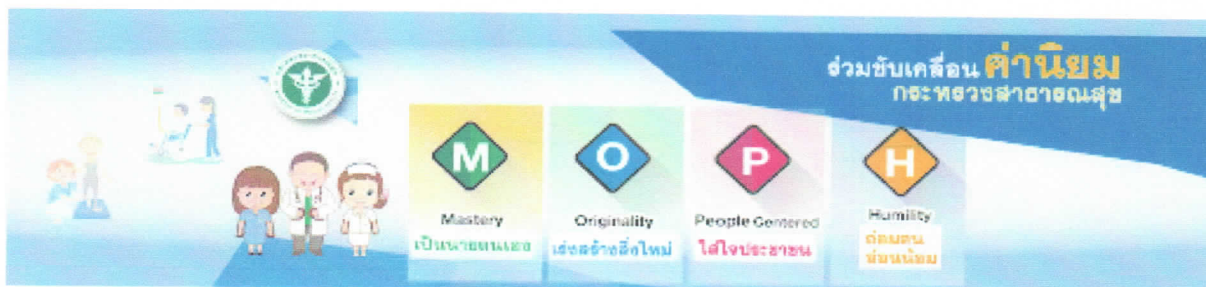 ร่วมขับเคลื่อน ค่านิยม
กระทรวงสาธารณสุข
M
O
P
H
Mastery
เป็นนายตนเอง
Originality
เร่งสร้างสิ่งใหม่
People Centered
ใส่ใจประชาชน
Humility
ถ่อมตน
อ่อนน้อม